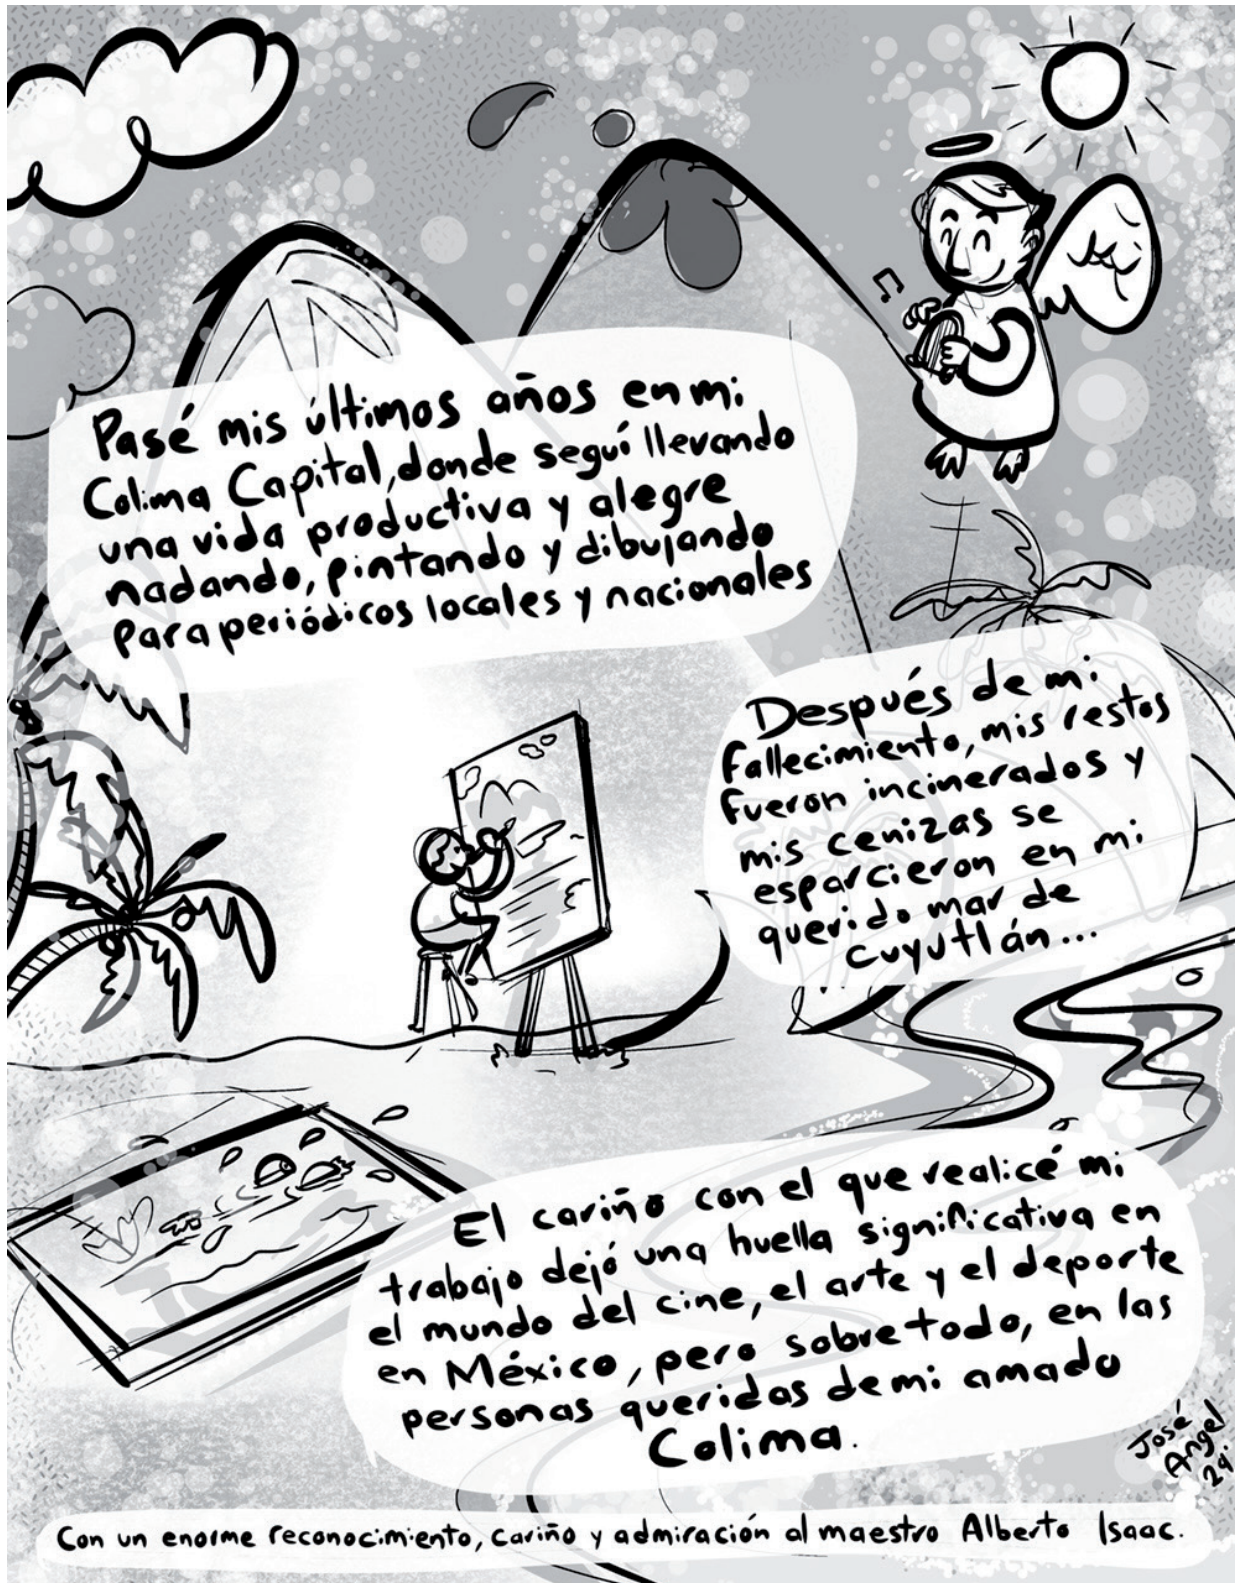 Pasé mis últimos años en mi
Colima Capital, donde seguí llevando
una vida productiva y alegre
nadando, pintando y dibujando
para periódicos locales y nacionales
Después de mi
fallecimiento, mis restos
fueron incinerados y
mis cenizas se
esparcieron en mi
querido mar de
Cuyutlán...
El cariño con el que realicé mi
trabajo dejó una huella significativa en
el mundo del cine, el arte y el deporte
en México, pero sobre todo, en las
personas queridas de mi amado
Colima.
José
Angel
24.
Con un enorme reconocimiento, cariño y admiración al maestro Alberto Isaac.